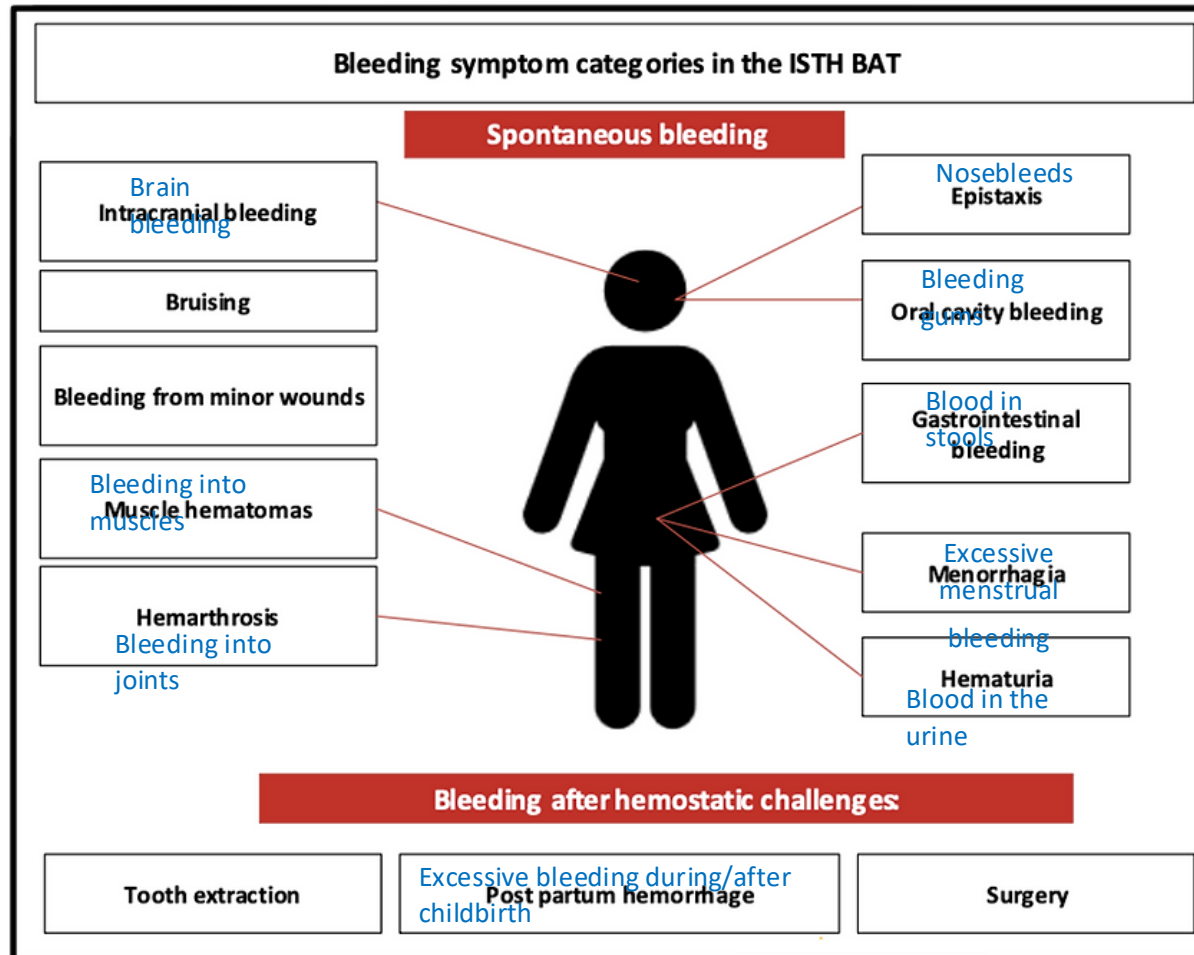 Bleeding symptom categories in the ISTH BAT
Spontaneous bleeding
Brain
bleeding
Intracranial bleeding
Bruising
Bleeding from minor wounds
Bleeding into
muscles
Muscle hematomas
Hemarthrosis
Bleeding into
joints
Nosebleeds
Epistaxis
Bleeding
gums
Oral cavity bleeding
Blood in
stools
Gastrointestinal
bleeding
Excessive
menstrual
bleeding
Menorrhagia
Hematuria
Blood in the
urine
Bleeding after hemostatic challenges:
Tooth extraction
Excessive bleeding during/after
childbirth
Post partum hemorrhage
Surgery